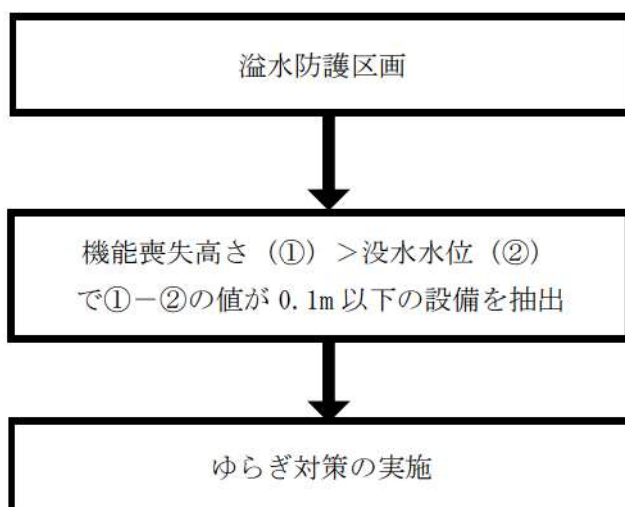 溢水防護区画
機能喪失高さ（①）＞没水水位（②）
で①－②の値が 0.1m 以下の設備を抽出
ゆらぎ対策の実施